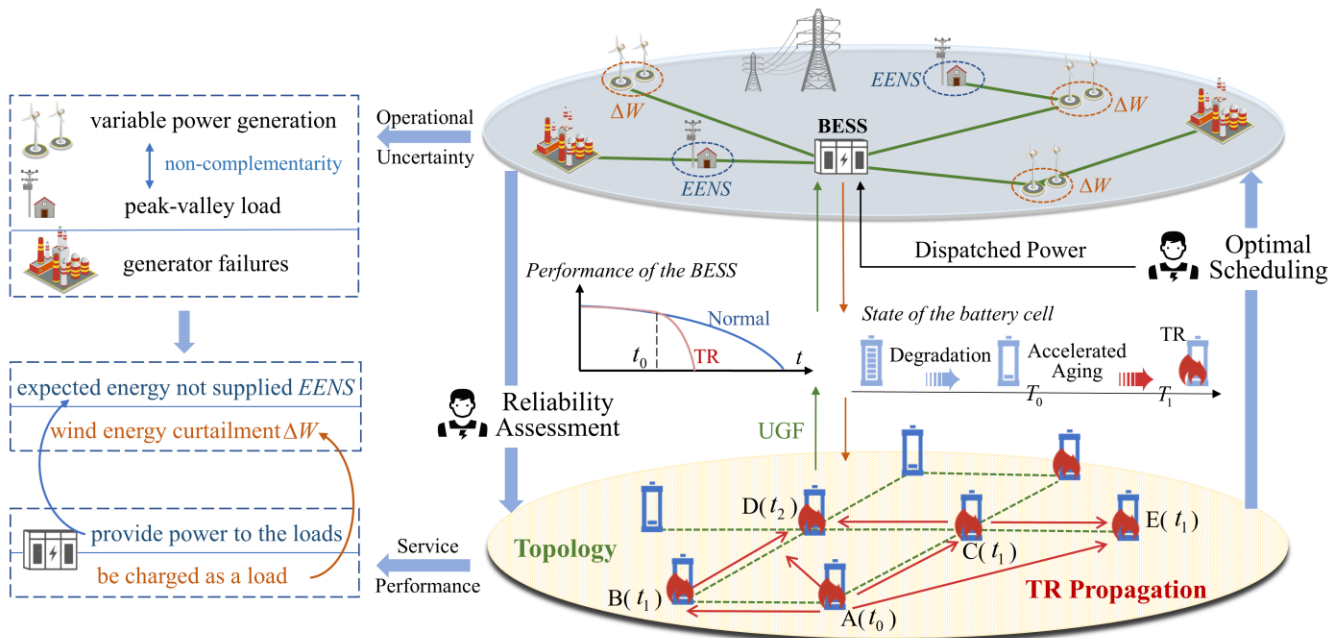 variable power generation
non-complementarity
peak-valley load
generator failures
expected energy not supplied EENS
wind energy curtailment ΔW
provide power to the loads
be charged as a load
Operational
Uncertainty
Service
Performance
ΔW
EENS
BESS
EENS
ΔW
ΔW
Dispatched Power
Optimal
Scheduling
Performance of the BESS
Normal
TR
t₀
t
Reliability
Assessment
State of the battery cell
Degradation
Accelerated
Aging
TR
T₀
T₁
UGF
Topology
D(t₂)
E(t₁)
C(t₁)
B(t₁)
A(t₀)
TR Propagation